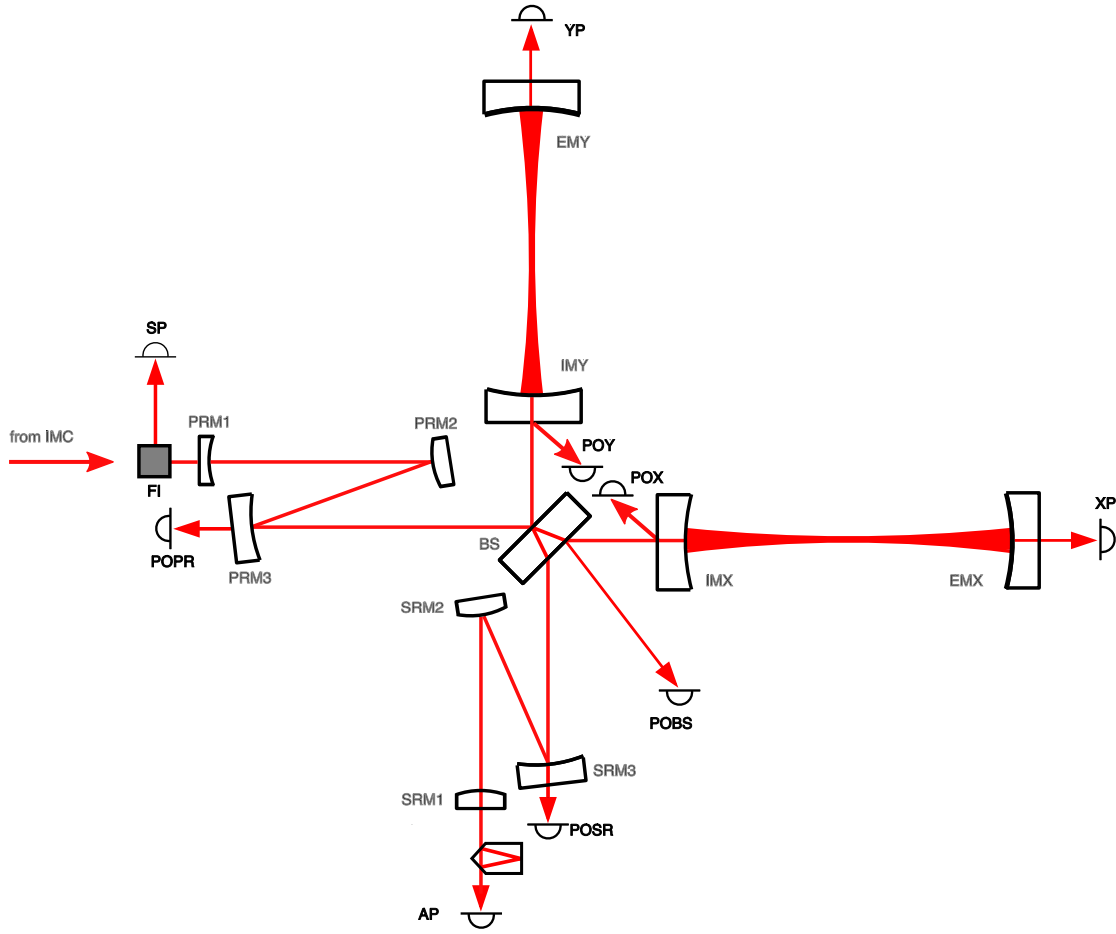 YP
EMY
SP
IMY
PRM1
PRM2
from IMC
POY
POX
FI
XP
POPR
BS
PRM3
IMX
EMX
SRM2
POBS
SRM3
SRM1
POSR
AP